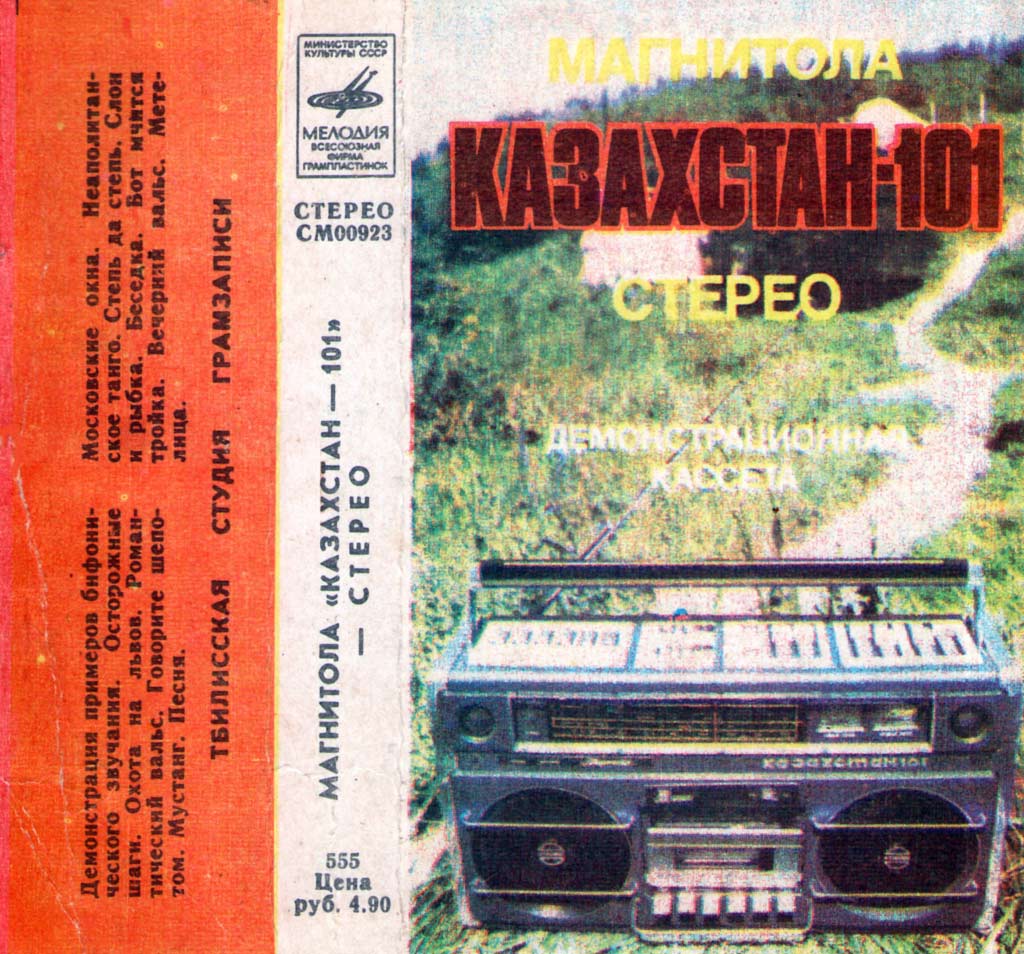 Демонстрация примеров бифони-
ческого звучания. Осторожные
шаги. Охота на львов. Роман-
тический вальс. Говорите шепо-
том. Мустанг. Песня.
Московские окна. Неаполитан-
ское танго. Степь да степь. Слон
и рыбка. Беседка. Вот мчится
тройка. Вечерний вальс. Мете-
лица.
ТБИЛИССКАЯ СТУДИЯ ГРАМЗАПИСИ
МИНИСТЕРСТВО
КУЛЬТУРЫ СССР
МЕЛОДИЯ
ВСЕСОЮЗНАЯ
ФИРМА
ГРАМПЛАСТИНОК
СТЕРЕО
СМ00923
МАГНИТОЛА «КАЗАХСТАН—101»
— СТЕРЕО
555
Цена
руб. 4.90
МАГНИТОЛА
КАЗАХСТАН-101
СТЕРЕО
ДЕМОНСТРАЦИОННАЯ
КАССЕТА
казахстан101